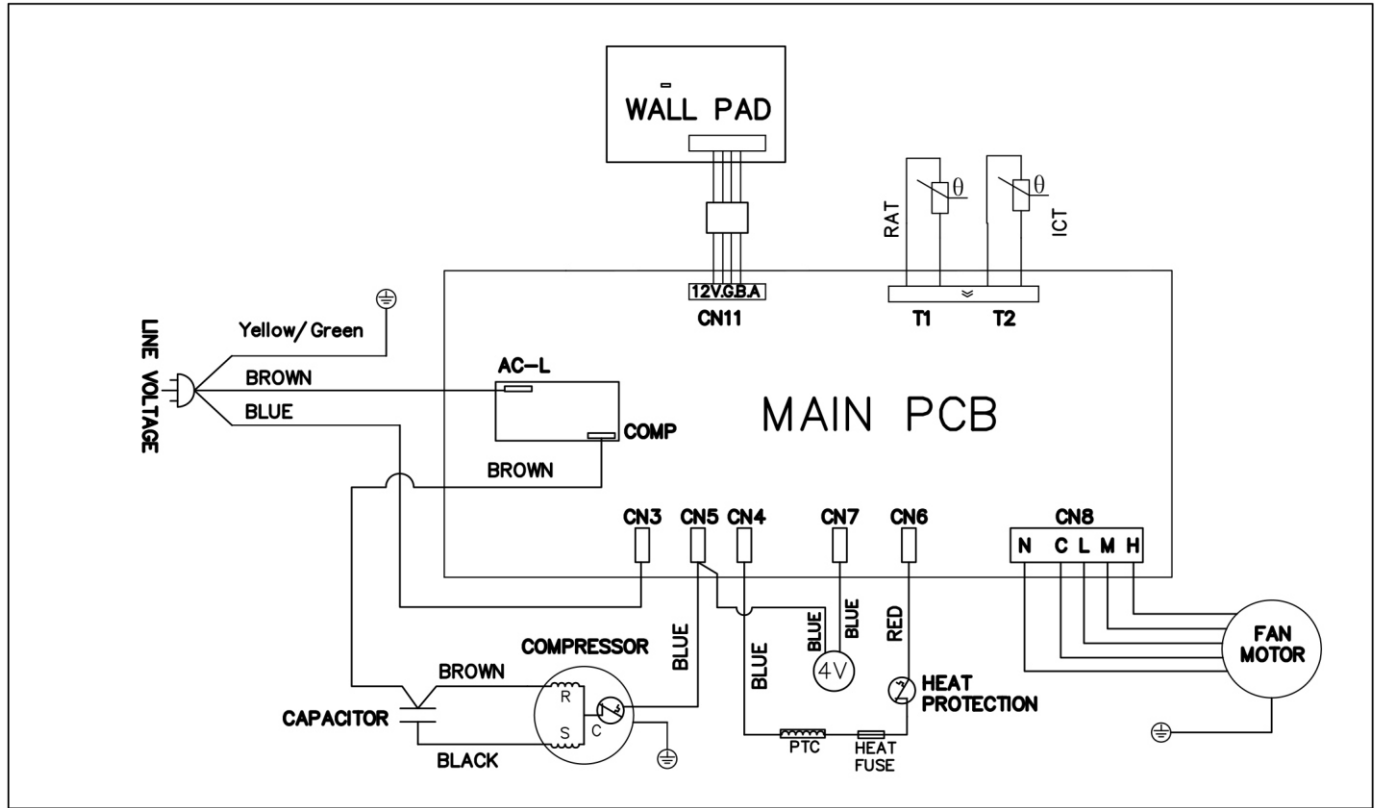 WALL PAD
RAT
θ
θ
ICT
12V.G.B.A
CN11
T1
T2
LINE VOLTAGE
Yellow/Green
BROWN
BLUE
AC-L
COMP
BROWN
MAIN PCB
CN3
CN5
CN4
CN7
CN6
CN8
N C L M H
BLUE
BLUE
BLUE
BLUE
RED
COMPRESSOR
BROWN
R
S
C
CAPACITOR
BLACK
4V
HEAT
PROTECTION
PTC
HEAT
FUSE
FAN
MOTOR